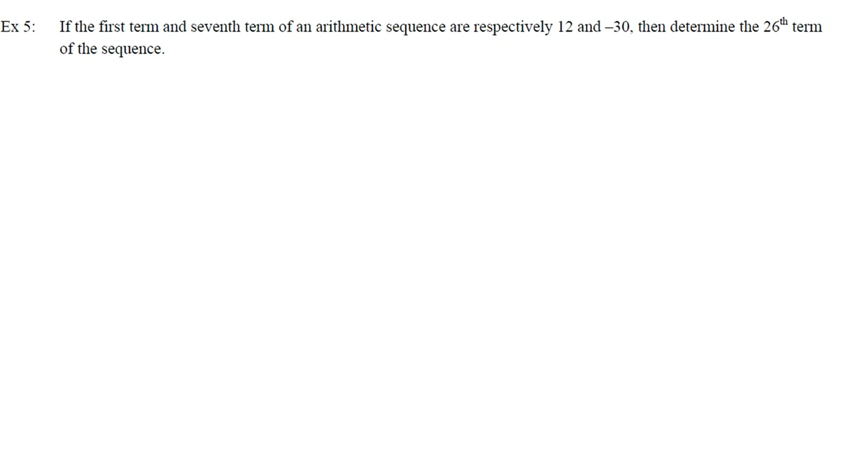 Ex 5: If the first term and seventh term of an arithmetic sequence are respectively 12 and –30, then determine the 26th term
of the sequence.